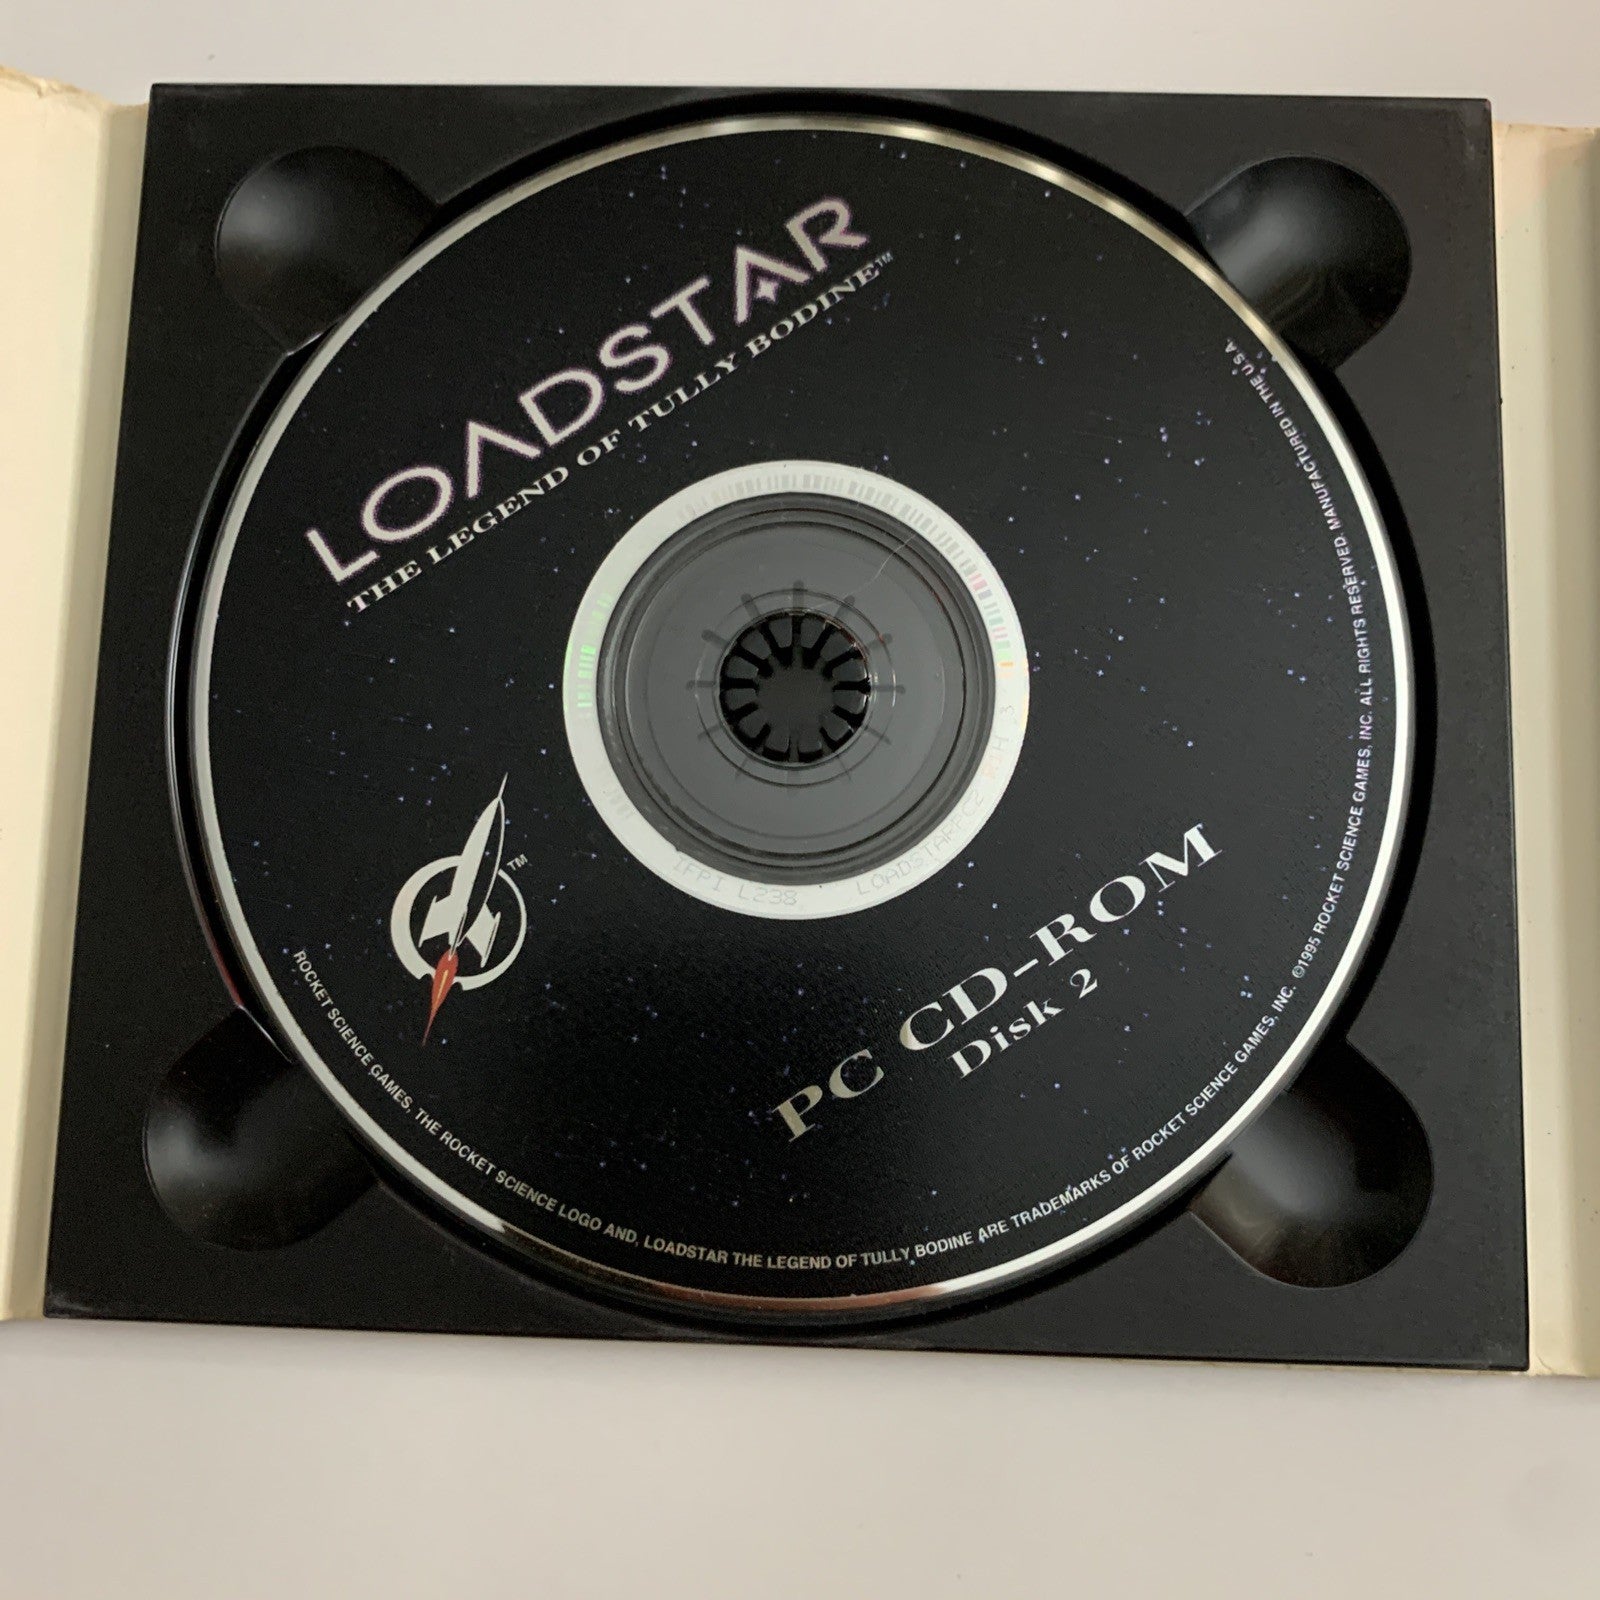 LOADSTAR
THE LEGEND OF TULLY BODINE™
™
PC CD-ROM
Disk 2
IFPI L238
LOADSTARPC2
ROCKET SCIENCE GAMES, THE ROCKET SCIENCE LOGO AND, LOADSTAR THE LEGEND OF TULLY BODINE ARE TRADEMARKS OF ROCKET SCIENCE GAMES, INC. ©1995 ROCKET SCIENCE GAMES, INC. ALL RIGHTS RESERVED. MANUFACTURED IN THE U.S.A.